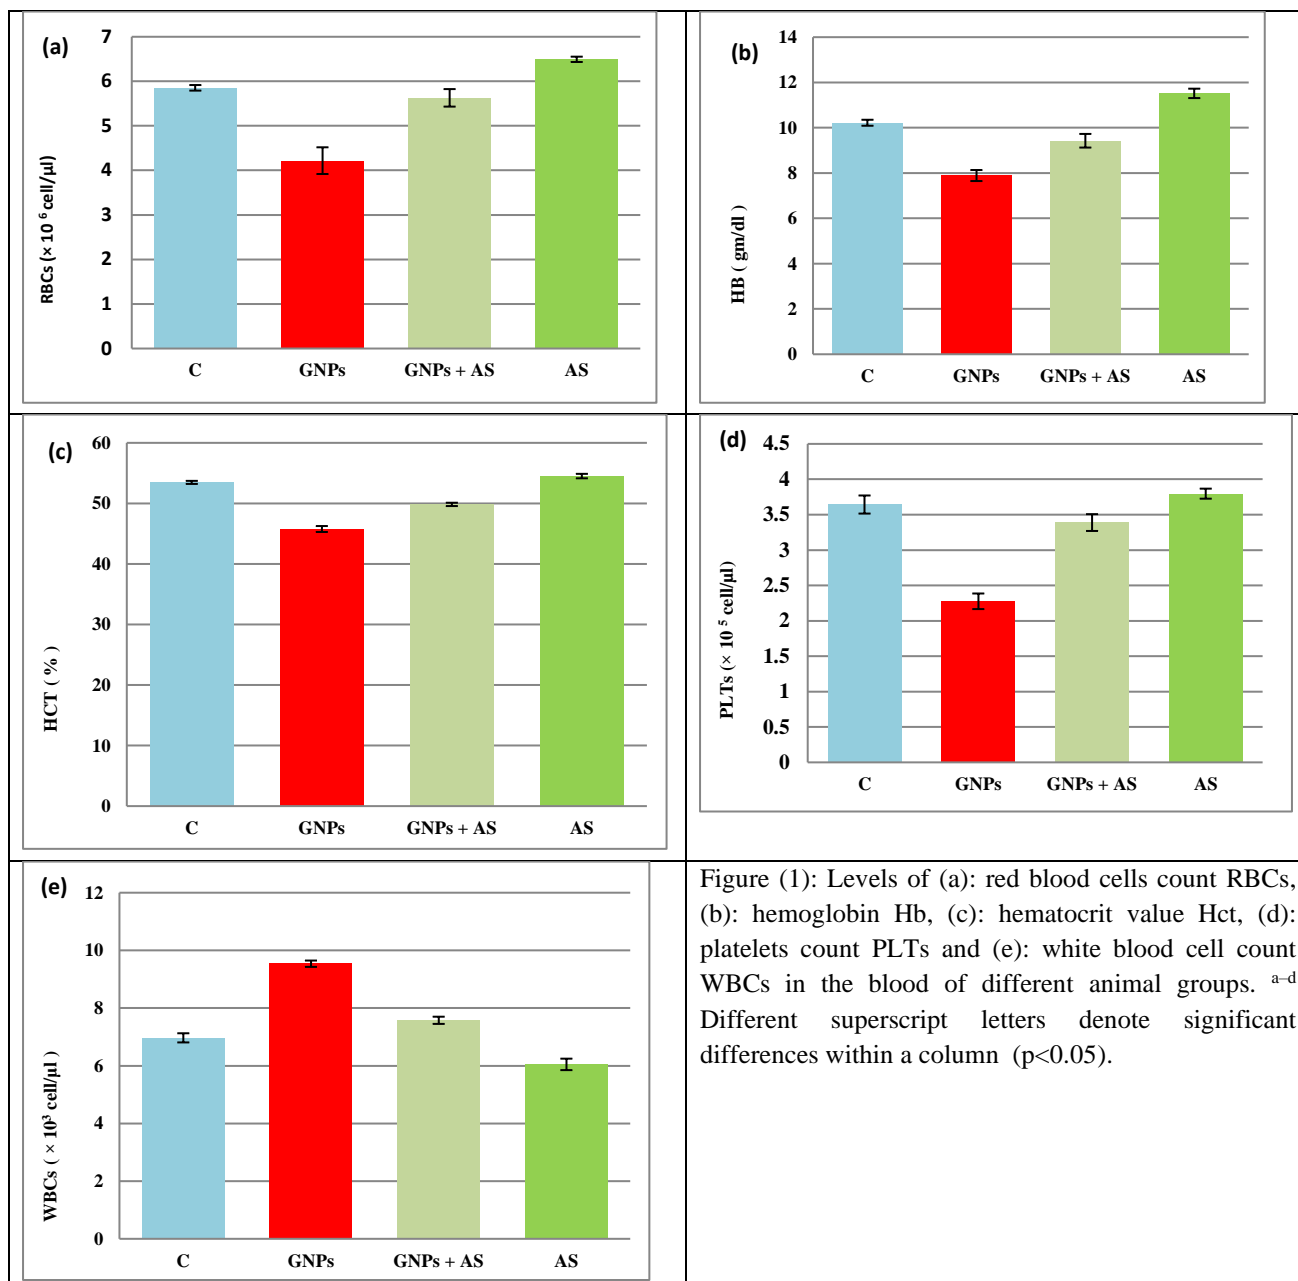 (a)
RBCs (× 10 ⁶ cell/µl)
7
6
5
4
3
2
1
0
C GNPs GNPs + AS AS
(b)
HB ( gm/dl )
14
12
10
8
6
4
2
0
C GNPs GNPs + AS AS
(c)
HCT ( % )
60
50
40
30
20
10
0
C GNPs GNPs + AS AS
(d)
PLTs (× 10 ⁵ cell/µl)
4.5
4
3.5
3
2.5
2
1.5
1
0.5
0
C GNPs GNPs + AS AS
(e)
WBCs ( × 10³ cell/µl )
12
10
8
6
4
2
0
C GNPs GNPs + AS AS
Figure (1): Levels of (a): red blood cells count RBCs,
(b): hemoglobin Hb, (c): hematocrit value Hct, (d):
platelets count PLTs and (e): white blood cell count
WBCs in the blood of different animal groups. ᵃ⁻ᵈ
Different superscript letters denote significant
differences within a column (p<0.05).